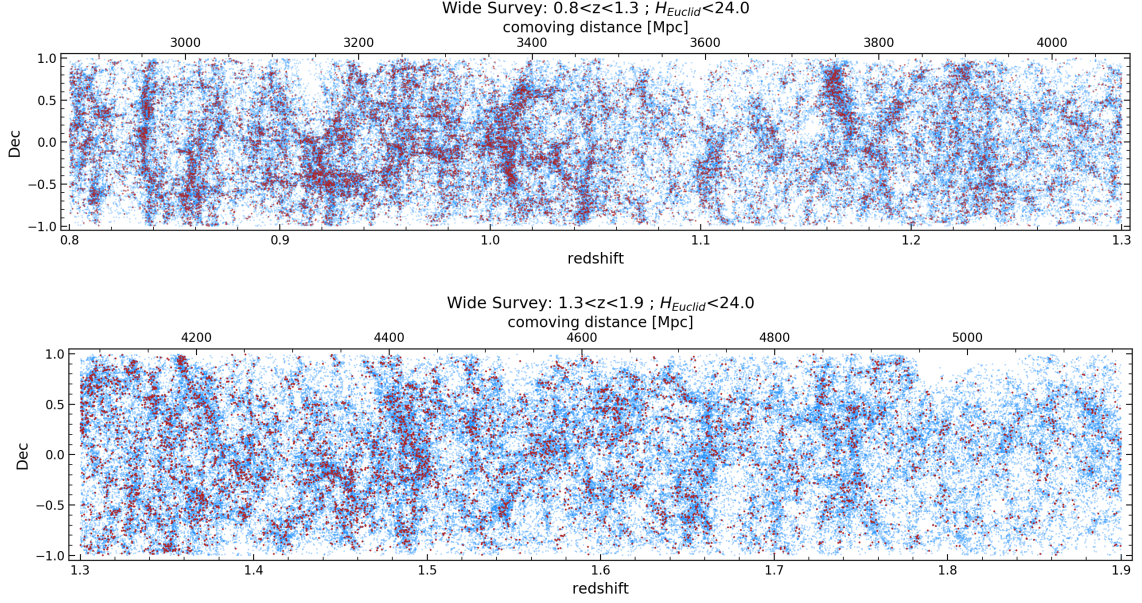 Wide Survey: 0.8<z<1.3 ; H_Euclid<24.0
comoving distance [Mpc]
3000 3200 3400 3600 3800 4000
1.0
0.5
0.0
−0.5
−1.0
Dec
0.8 0.9 1.0 1.1 1.2 1.3
redshift
Wide Survey: 1.3<z<1.9 ; H_Euclid<24.0
comoving distance [Mpc]
4200 4400 4600 4800 5000
1.0
0.5
0.0
−0.5
−1.0
Dec
1.3 1.4 1.5 1.6 1.7 1.8 1.9
redshift